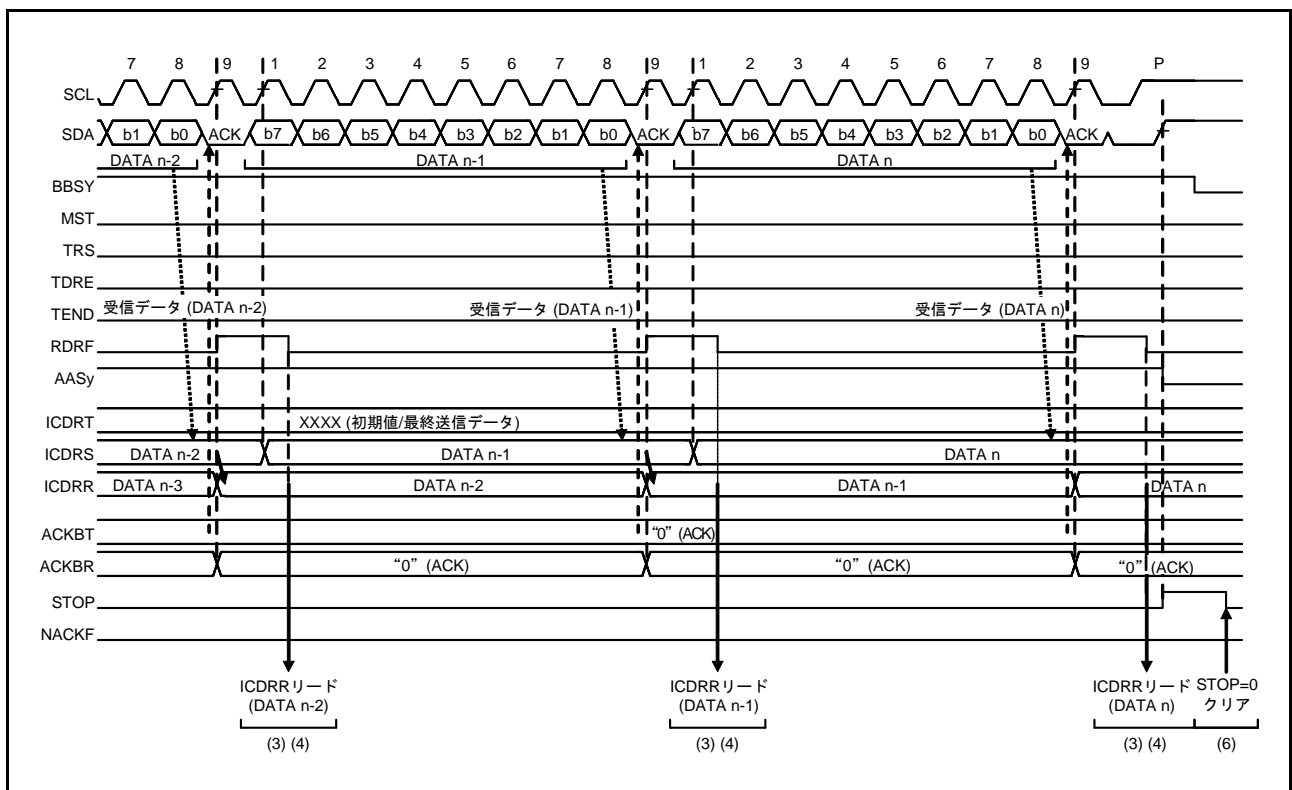 7 8 9 1 2 3 4 5 6 7 8 9 1 2 3 4 5 6 7 8 9 P
SCL
SDA b1 b0 ACK b7 b6 b5 b4 b3 b2 b1 b0 ACK b7 b6 b5 b4 b3 b2 b1 b0 ACK
DATA n-2 DATA n-1 DATA n
BBSY
MST
TRS
TDRE
TEND 受信データ (DATA n-2) 受信データ (DATA n-1) 受信データ (DATA n)
RDRF
AASy
ICDRT XXXX (初期値/最終送信データ)
ICDRS DATA n-2 DATA n-1 DATA n
ICDRR DATA n-3 DATA n-2 DATA n-1 DATA n
ACKBT “0” (ACK)
ACKBR “0” (ACK) “0” (ACK) “0” (ACK)
STOP
NACKF
ICDRRリード ICDRRリード ICDRRリード STOP=0
(DATA n-2) (DATA n-1) (DATA n) クリア
(3) (4) (3) (4) (3) (4) (6)